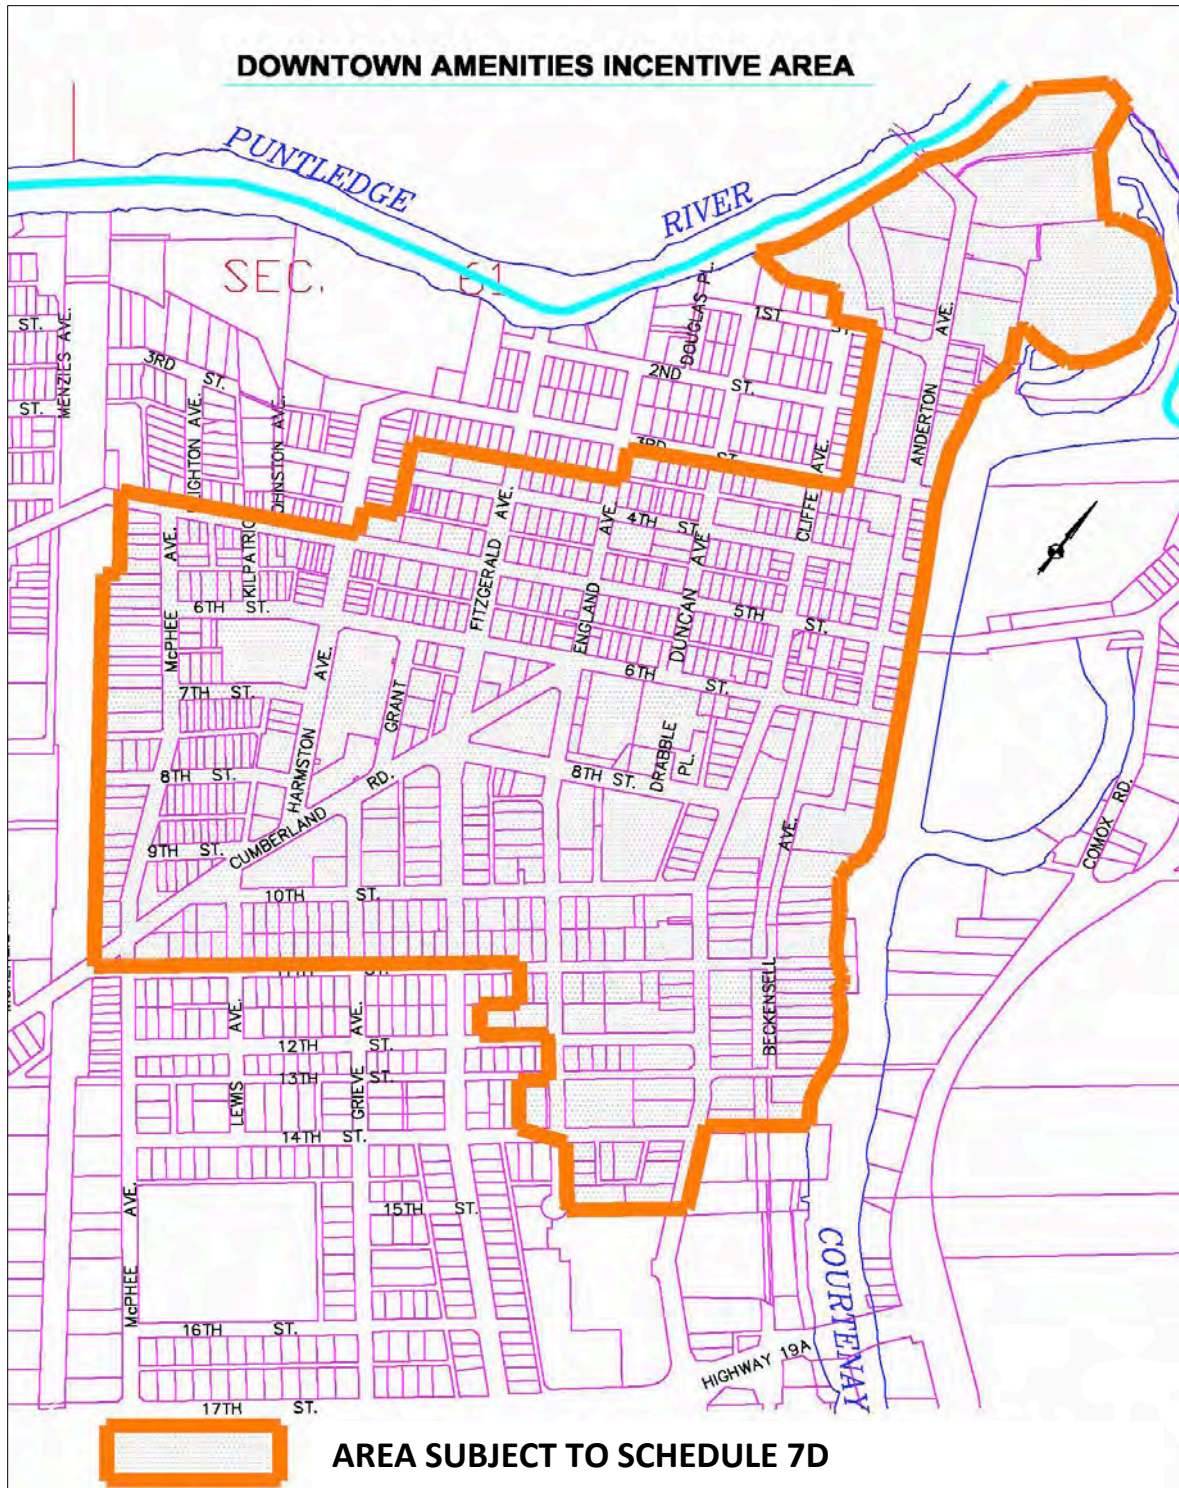 DOWNTOWN AMENITIES INCENTIVE AREA
PUNTLEDGE
RIVER
SEC. 61
DOUGLAS PL.
1ST ST.
ST.
MENZIES AVE.
3RD ST.
2ND ST.
AVE.
ST.
AVE.
ANDERTON
3RD ST.
AVE.
AVE.
AVE.
AVE.
4TH ST.
CLIFFE
KILPATRIC
FITZGERALD
AVE
6TH ST.
ENGLAND
DUNCAN
5TH ST.
McPHEE
AVE.
6TH ST.
7TH ST.
GRANT
HARMSTON
DRABBLE PL.
8TH ST.
RD.
8TH ST.
COMOX RD.
AVE.
9TH ST.
CUMBERLAND
10TH ST.
BECKENSELL
AVE.
AVE.
12TH ST.
13TH ST.
LEWIS
GRIEVE
14TH ST.
AVE.
15TH ST.
COURTENAY
McPHEE
16TH ST.
HIGHWAY 19A
17TH ST.
AREA SUBJECT TO SCHEDULE 7D